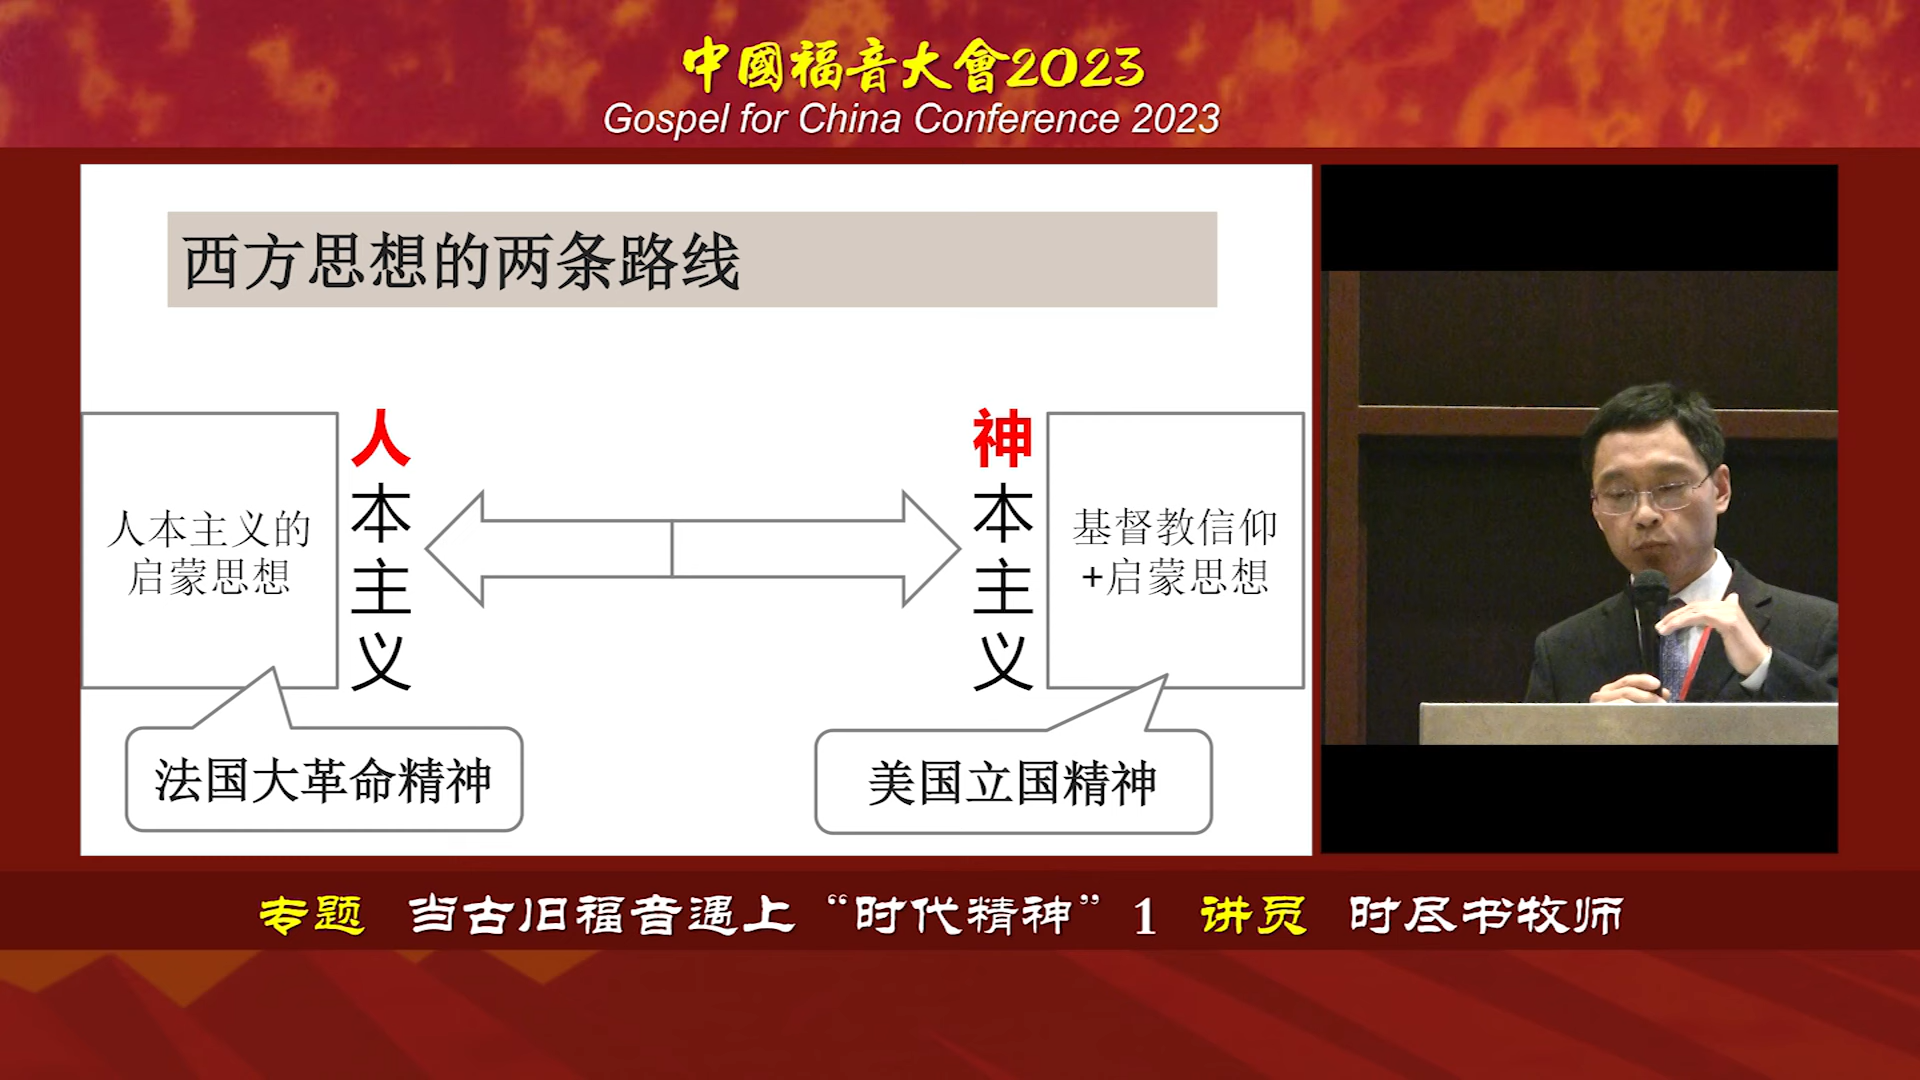 中國福音大會2023
Gospel for China Conference 2023
西方思想的两条路线
人本主义的
启蒙思想
人本主义
神本主义
基督教信仰
+启蒙思想
法国大革命精神
美国立国精神
专题 当古旧福音遇上“时代精神”1 讲员 时尽书牧师